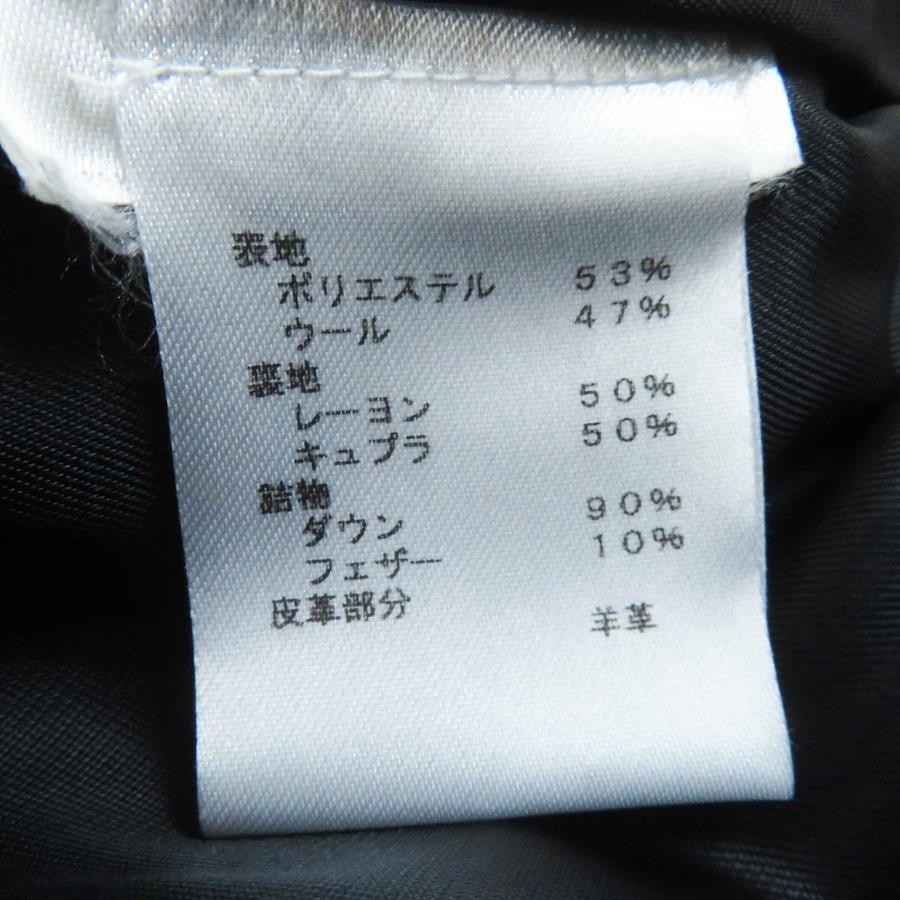 表地
ポリエステル 53%
ウール 47%
裏地
レーヨン 50%
キュプラ 50%
詰物
ダウン 90%
フェザー 10%
皮革部分 羊革